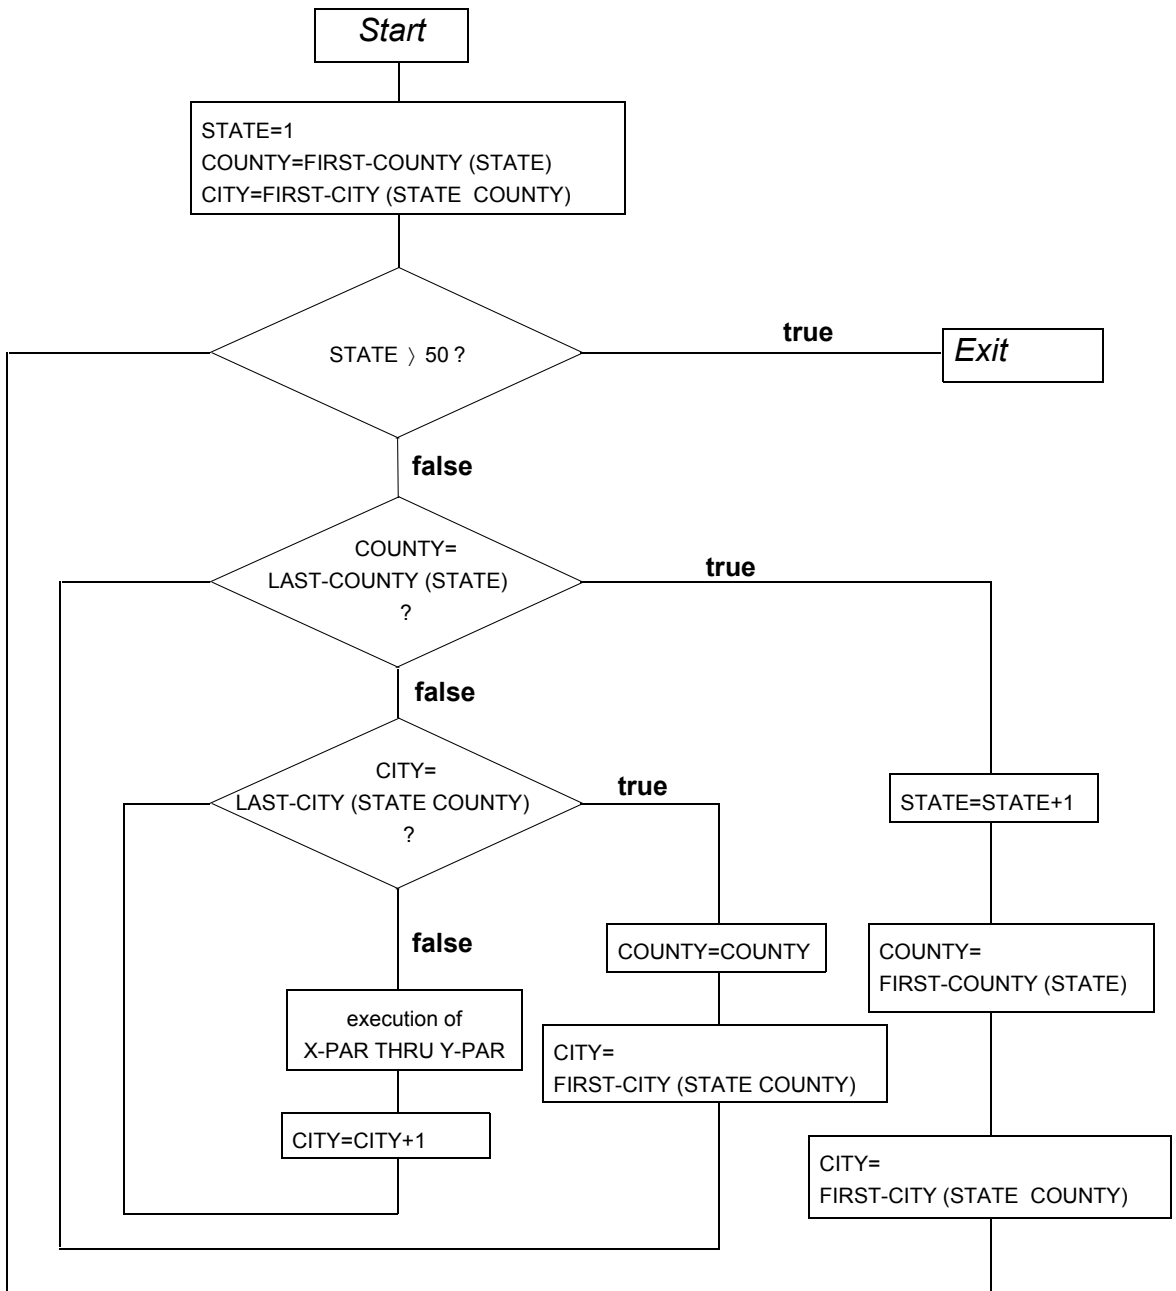 Start
STATE=1
COUNTY=FIRST-COUNTY (STATE)
CITY=FIRST-CITY (STATE COUNTY)
STATE 〉 50 ?
true
Exit
false
COUNTY=
LAST-COUNTY (STATE)
?
true
false
CITY=
LAST-CITY (STATE COUNTY)
?
true
STATE=STATE+1
false
COUNTY=COUNTY
COUNTY=
FIRST-COUNTY (STATE)
execution of
X-PAR THRU Y-PAR
CITY=
FIRST-CITY (STATE COUNTY)
CITY=CITY+1
CITY=
FIRST-CITY (STATE COUNTY)